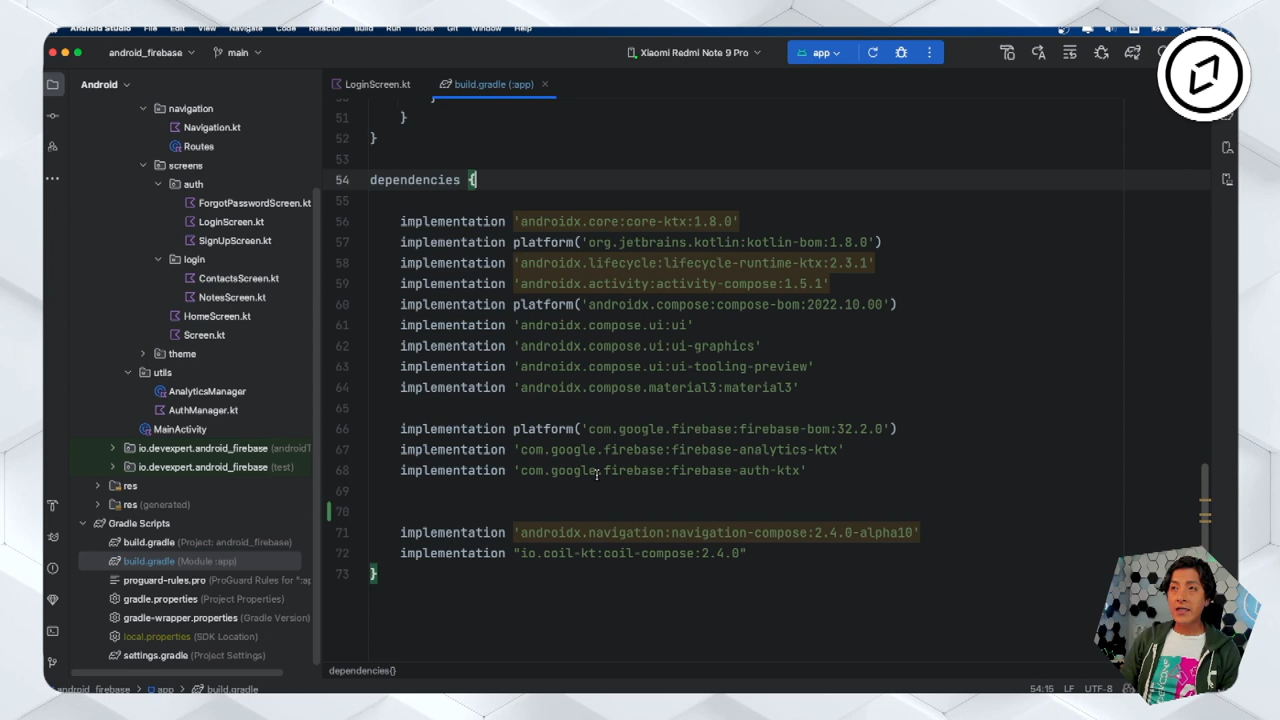 Android Studio File Edit View Navigate Code Refactor Build Run Tools Git Window Help
android_firebase main Xiaomi Redmi Note 9 Pro app
Android
LoginScreen.kt build.gradle (:app)
navigation
Navigation.kt
Routes
screens
auth
ForgotPasswordScreen.kt
LoginScreen.kt
SignUpScreen.kt
login
ContactsScreen.kt
NotesScreen.kt
HomeScreen.kt
Screen.kt
theme
utils
AnalyticsManager
AuthManager.kt
MainActivity
io.devexpert.android_firebase (androidT
io.devexpert.android_firebase (test)
res
res (generated)
Gradle Scripts
build.gradle (Project: android_firebase)
build.gradle (Module :app)
proguard-rules.pro (ProGuard Rules for ":ap
gradle.properties (Project Properties)
gradle-wrapper.properties (Gradle Version)
local.properties (SDK Location)
settings.gradle (Project Settings)
51 }
52 }
53
54 dependencies {
55
56 implementation 'androidx.core:core-ktx:1.8.0'
57 implementation platform('org.jetbrains.kotlin:kotlin-bom:1.8.0')
58 implementation 'androidx.lifecycle:lifecycle-runtime-ktx:2.3.1'
59 implementation 'androidx.activity:activity-compose:1.5.1'
60 implementation platform('androidx.compose:compose-bom:2022.10.00')
61 implementation 'androidx.compose.ui:ui'
62 implementation 'androidx.compose.ui:ui-graphics'
63 implementation 'androidx.compose.ui:ui-tooling-preview'
64 implementation 'androidx.compose.material3:material3'
65
66 implementation platform('com.google.firebase:firebase-bom:32.2.0')
67 implementation 'com.google.firebase:firebase-analytics-ktx'
68 implementation 'com.google.firebase:firebase-auth-ktx'
69
70
71 implementation 'androidx.navigation:navigation-compose:2.4.0-alpha10'
72 implementation "io.coil-kt:coil-compose:2.4.0"
73 }
dependencies{}
android_firebase app build.gradle 54:15 LF UTF-8